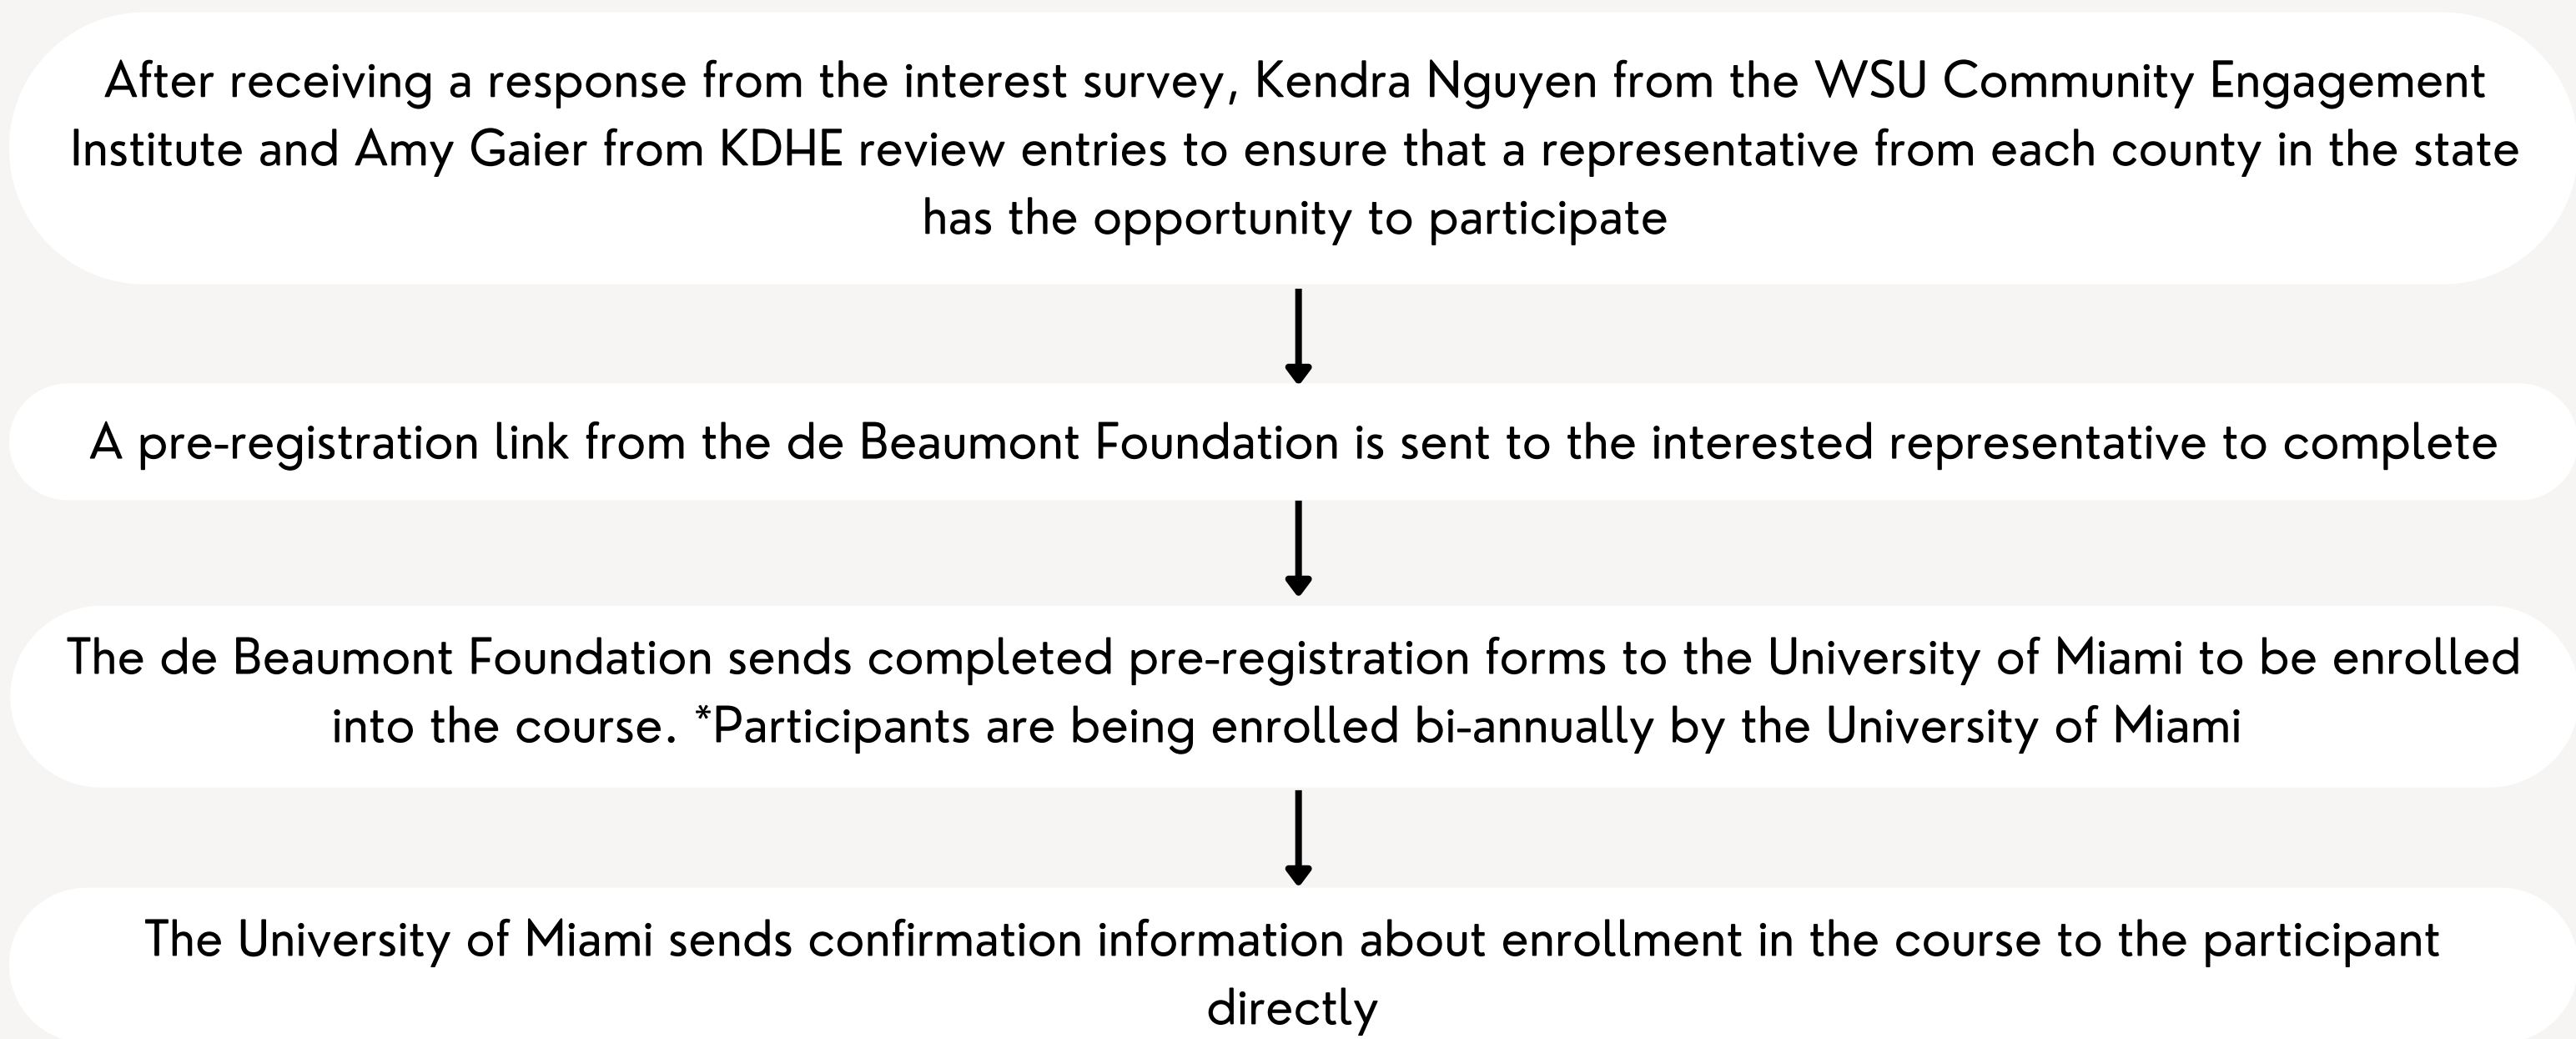 After receiving a response from the interest survey, Kendra Nguyen from the WSU Community Engagement
Institute and Amy Gaier from KDHE review entries to ensure that a representative from each county in the state
has the opportunity to participate
A pre-registration link from the de Beaumont Foundation is sent to the interested representative to complete
The de Beaumont Foundation sends completed pre-registration forms to the University of Miami to be enrolled
into the course. *Participants are being enrolled bi-annually by the University of Miami
The University of Miami sends confirmation information about enrollment in the course to the participant
directly